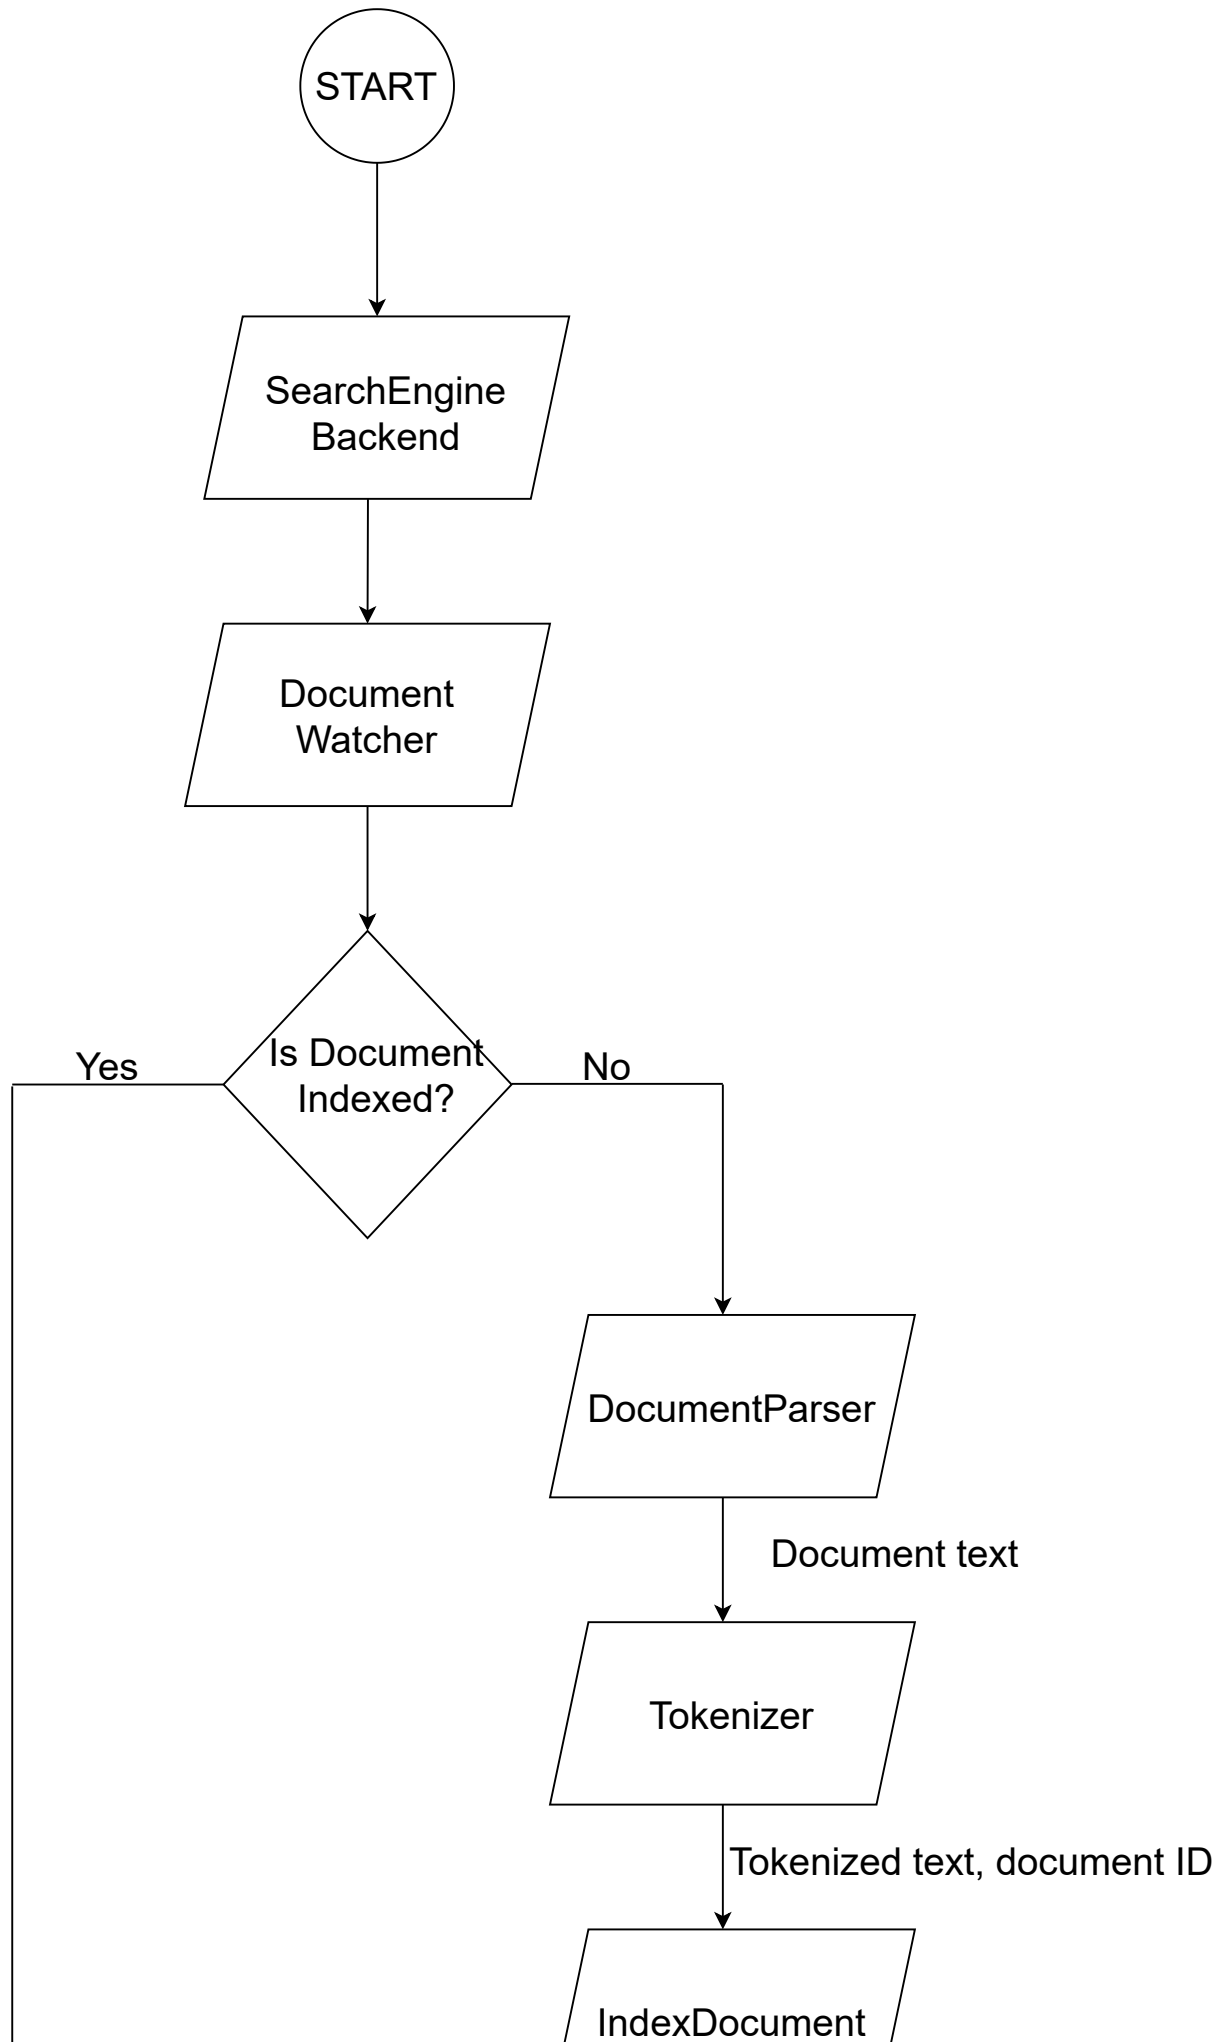 START
SearchEngine
Backend
Document
Watcher
Is Document
Indexed?
Yes
No
DocumentParser
Document text
Tokenizer
Tokenized text, document ID
IndexDocument